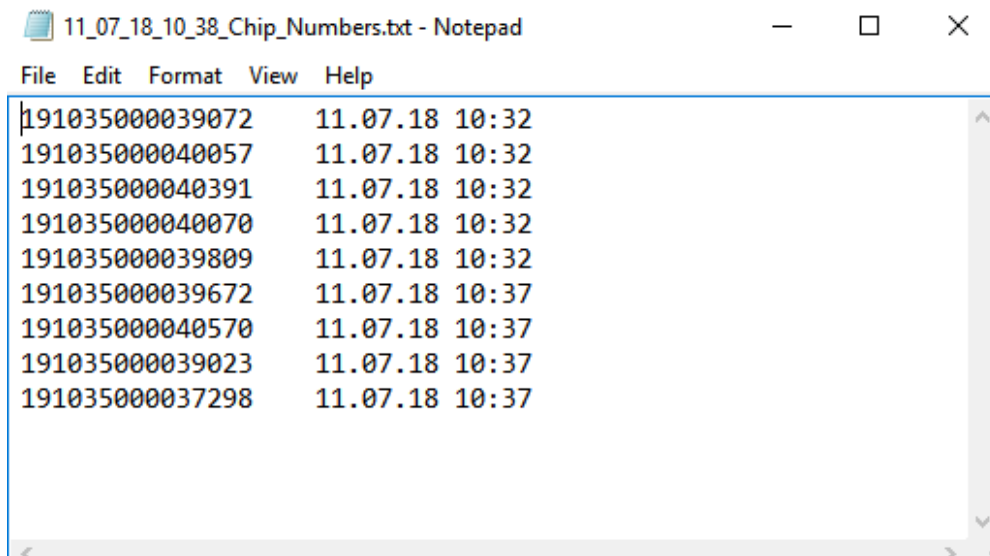 11_07_18_10_38_Chip_Numbers.txt - Notepad
File Edit Format View Help
191035000039072 11.07.18 10:32
191035000040057 11.07.18 10:32
191035000040391 11.07.18 10:32
191035000040070 11.07.18 10:32
191035000039809 11.07.18 10:32
191035000039672 11.07.18 10:37
191035000040570 11.07.18 10:37
191035000039023 11.07.18 10:37
191035000037298 11.07.18 10:37